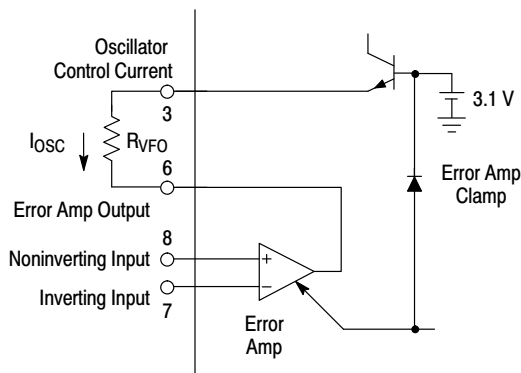 Oscillator
Control Current
3
3.1 V
IOSC
RVFO
6
Error Amp Output
Error Amp
Clamp
8
Noninverting Input
+
Inverting Input
−
7
Error
Amp